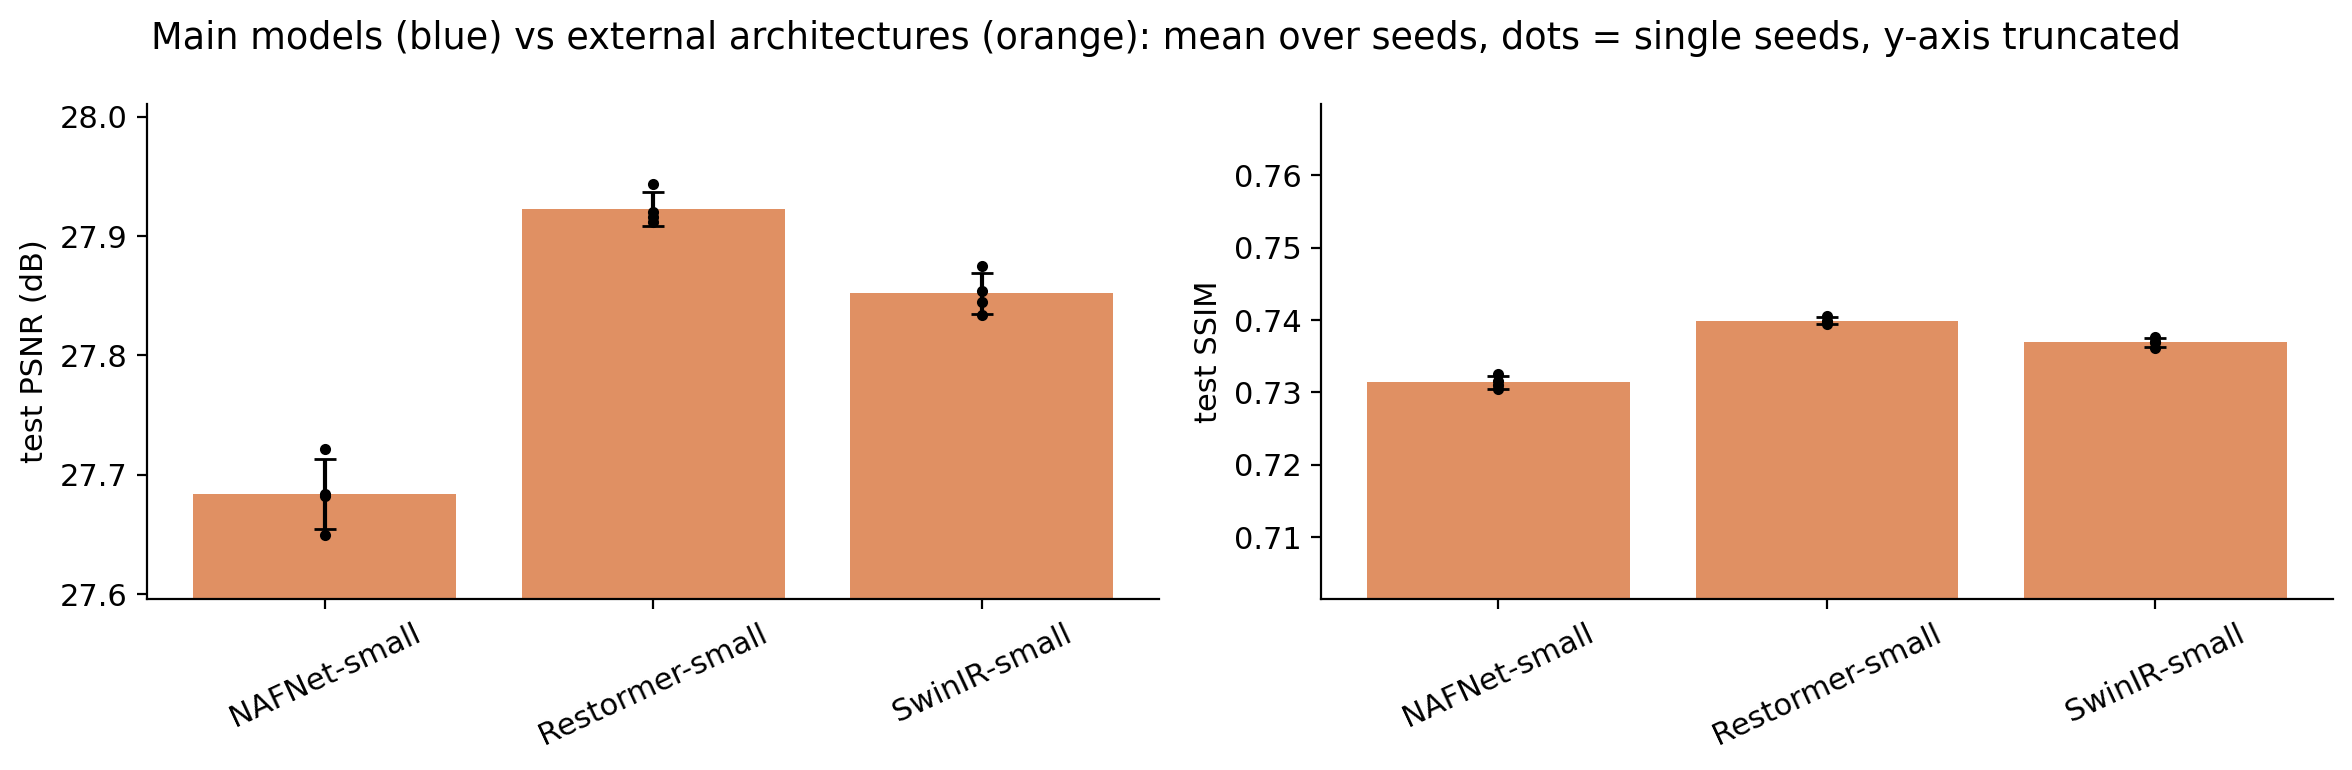 Main models (blue) vs external architectures (orange): mean over seeds, dots = single seeds, y-axis truncated
test PSNR (dB)
28.0
27.9
27.8
27.7
27.6
NAFNet-small
Restormer-small
SwinIR-small
test SSIM
0.76
0.75
0.74
0.73
0.72
0.71
NAFNet-small
Restormer-small
SwinIR-small